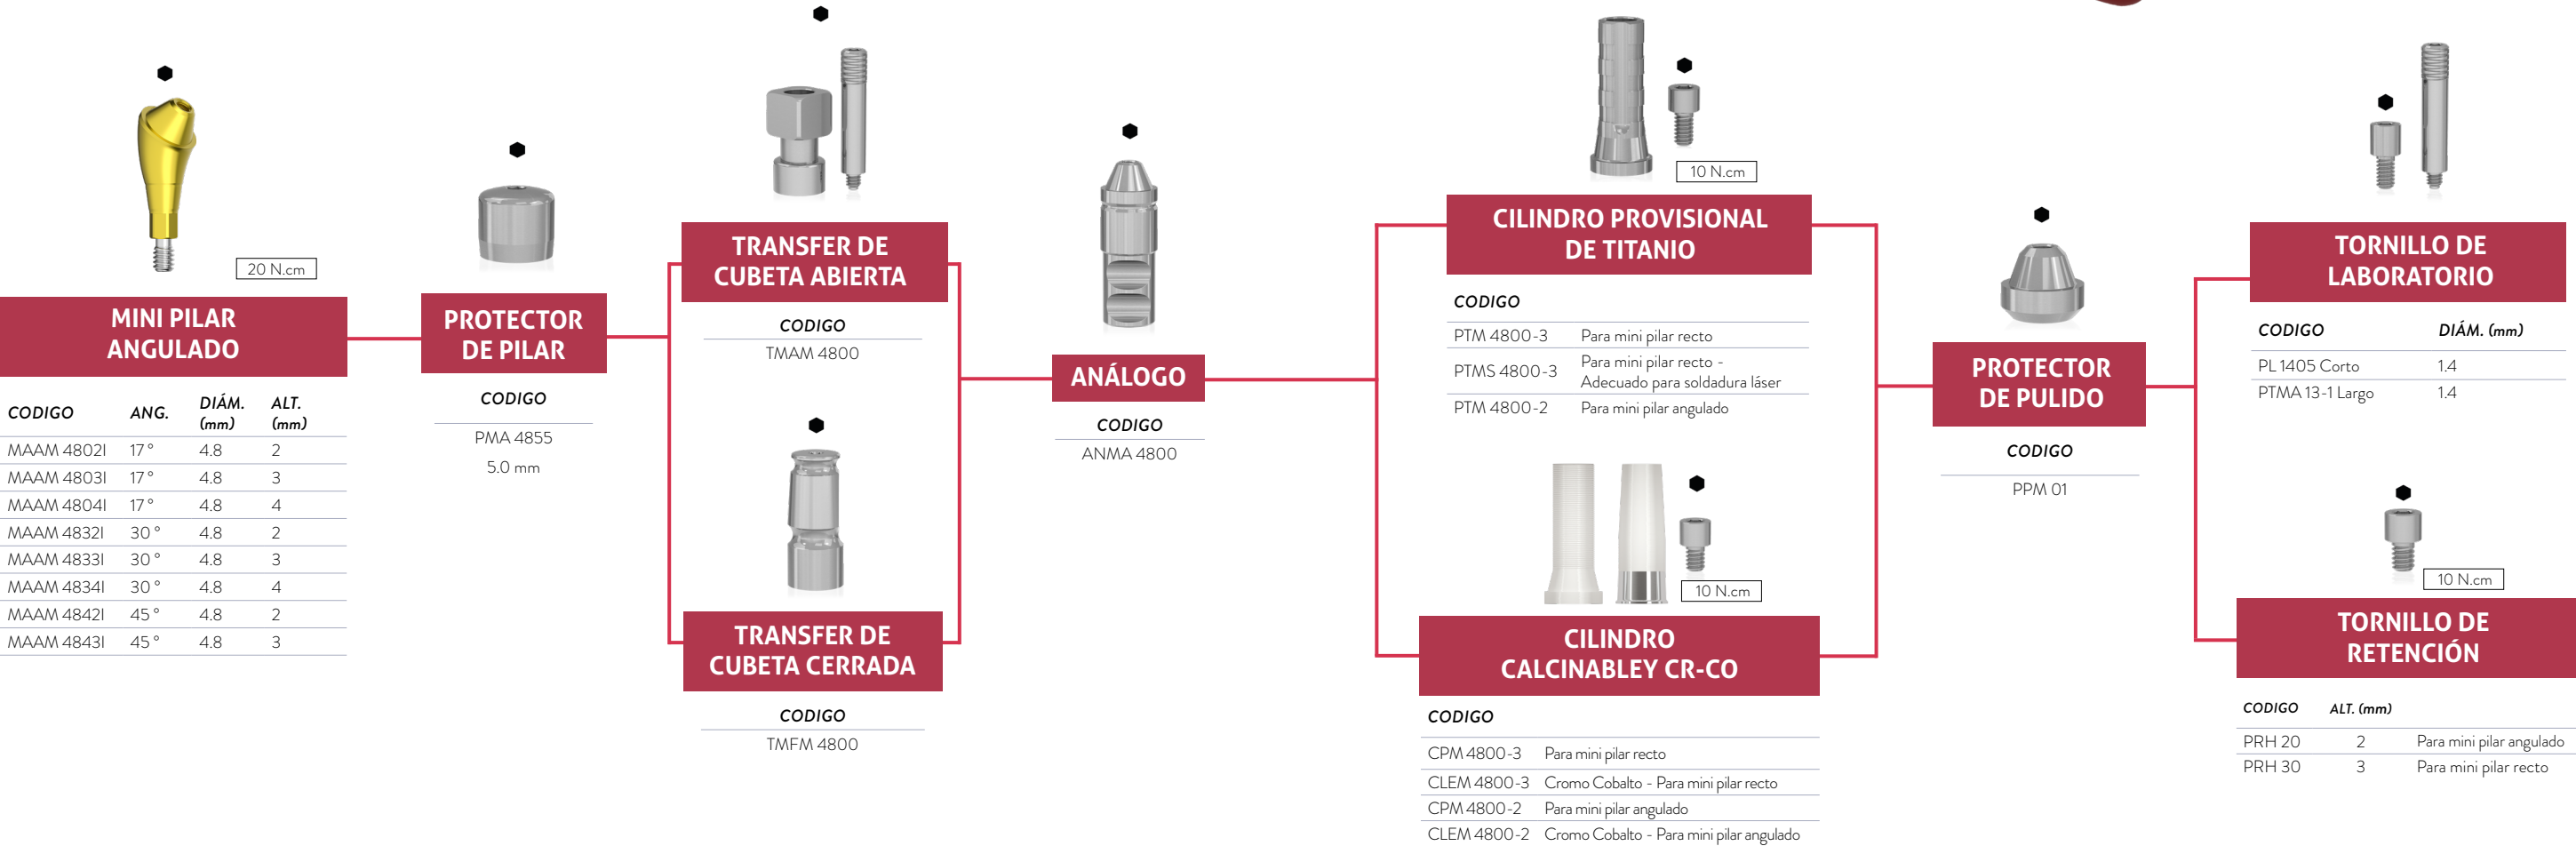 20 N.cm
MINI PILAR
ANGULADO
CODIGO ANG. DIÁM. (mm) ALT. (mm)
MAAM 4802I 17 ° 4.8 2
MAAM 4803I 17 ° 4.8 3
MAAM 4804I 17 ° 4.8 4
MAAM 4832I 30 ° 4.8 2
MAAM 4833I 30 ° 4.8 3
MAAM 4834I 30 ° 4.8 4
MAAM 4842I 45 ° 4.8 2
MAAM 4843I 45 ° 4.8 3
PROTECTOR
DE PILAR
CODIGO
PMA 4855
5.0 mm
TRANSFER DE
CUBETA ABIERTA
CODIGO
TMAM 4800
TRANSFER DE
CUBETA CERRADA
CODIGO
TMFM 4800
ANÁLOGO
CODIGO
ANMA 4800
10 N.cm
CILINDRO PROVISIONAL
DE TITANIO
CODIGO
PTM 4800-3 Para mini pilar recto
PTMS 4800-3 Para mini pilar recto -
Adecuado para soldadura láser
PTM 4800-2 Para mini pilar angulado
10 N.cm
CILINDRO
CALCINABLEY CR-CO
CODIGO
CPM 4800-3 Para mini pilar recto
CLEM 4800-3 Cromo Cobalto - Para mini pilar recto
CPM 4800-2 Para mini pilar angulado
CLEM 4800-2 Cromo Cobalto - Para mini pilar angulado
PROTECTOR
DE PULIDO
CODIGO
PPM 01
TORNILLO DE
LABORATORIO
CODIGO DIÁM. (mm)
PL 1405 Corto 1.4
PTMA 13-1 Largo 1.4
10 N.cm
TORNILLO DE
RETENCIÓN
CODIGO ALT. (mm)
PRH 20 2 Para mini pilar angulado
PRH 30 3 Para mini pilar recto